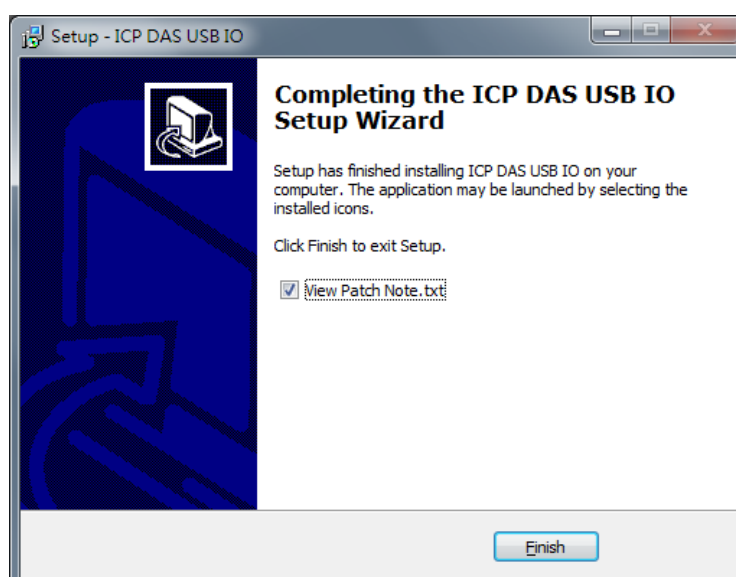 Setup - ICP DAS USB IO
Completing the ICP DAS USB IO
Setup Wizard
Setup has finished installing ICP DAS USB IO on your
computer. The application may be launched by selecting the
installed icons.
Click Finish to exit Setup.
View Patch Note.txt
Finish